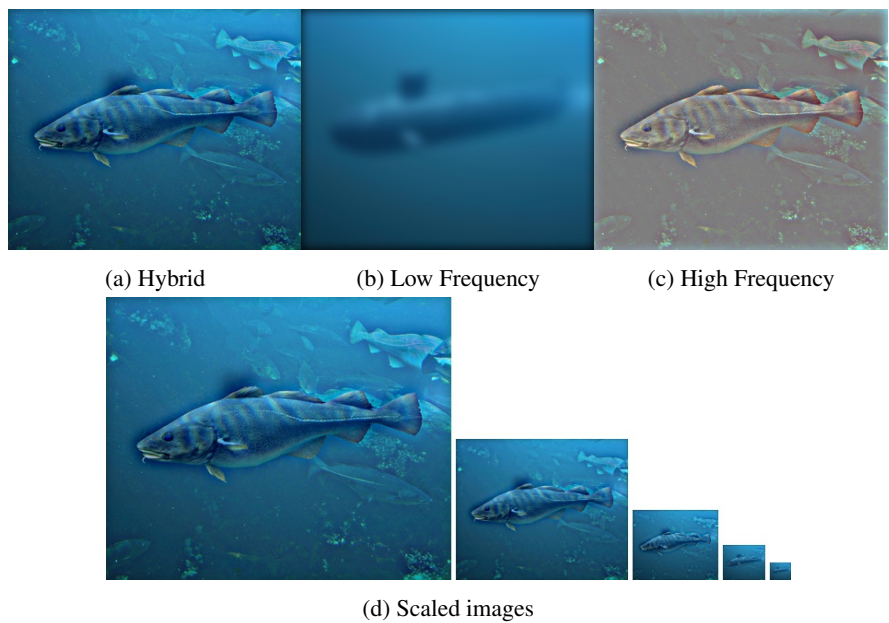 (a) Hybrid
(b) Low Frequency
(c) High Frequency
(d) Scaled images